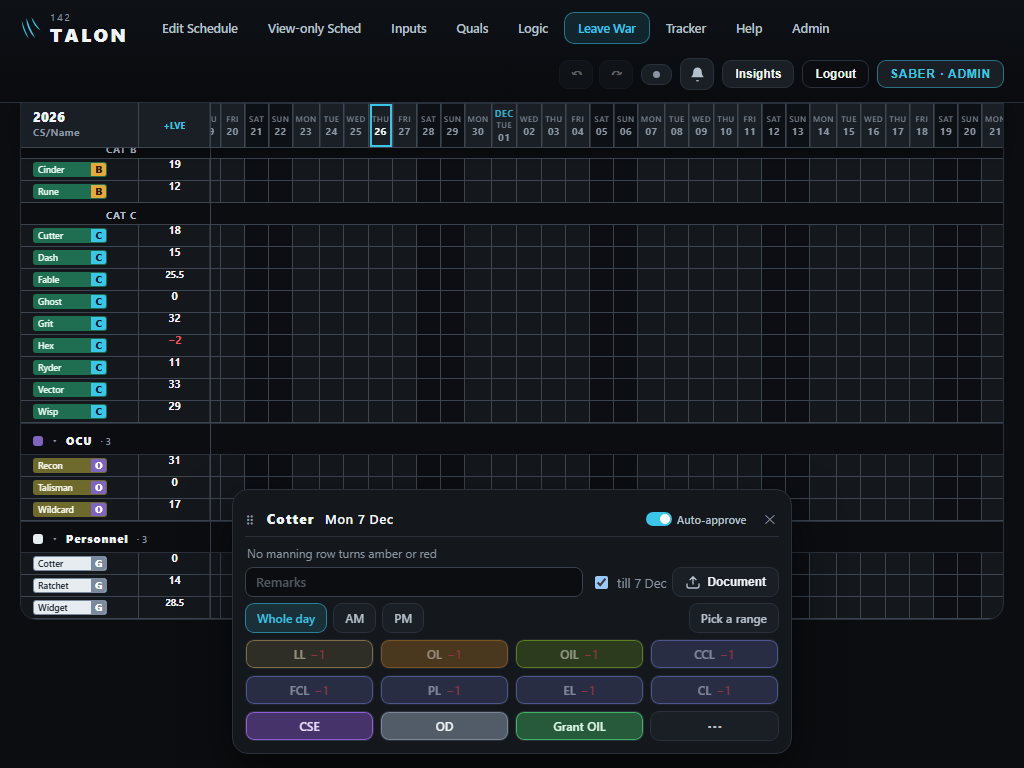 142
TALON
Edit Schedule View-only Sched Inputs Quals Logic Leave War Tracker Help Admin
Insights Logout SABER · ADMIN
2026
CS/Name
+LVE
FRI 20 SAT 21 SUN 22 MON 23 TUE 24 WED 25 THU 26 FRI 27 SAT 28 SUN 29 MON 30 DEC TUE 01 WED 02 THU 03 FRI 04 SAT 05 SUN 06 MON 07 TUE 08 WED 09 THU 10 FRI 11 SAT 12 SUN 13 MON 14 TUE 15 WED 16 THU 17 FRI 18 SAT 19 SUN 20 MON 21
CAT B
Cinder B 19
Rune B 12
CAT C
Cutter C 18
Dash C 15
Fable C 25.5
Ghost C 0
Grit C 32
Hex C −2
Ryder C 11
Vector C 33
Wisp C 29
OCU · 3
Recon O 31
Talisman O 0
Wildcard O 17
Personnel · 3
Cotter G 0
Ratchet G 14
Widget G 28.5
Cotter Mon 7 Dec
Auto-approve
No manning row turns amber or red
Remarks
till 7 Dec
Document
Whole day AM PM Pick a range
LL −1 OL −1 OIL −1 CCL −1
FCL −1 PL −1 EL −1 CL −1
CSE OD Grant OIL ---